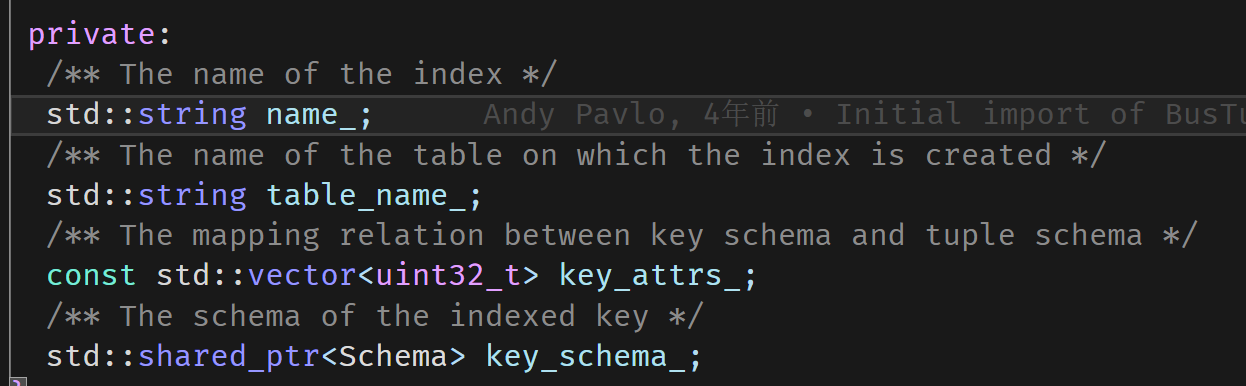 private:
/** The name of the index */
std::string name_; Andy Pavlo, 4年前 • Initial import of BusTu
/** The name of the table on which the index is created */
std::string table_name_;
/** The mapping relation between key schema and tuple schema */
const std::vector<uint32_t> key_attrs_;
/** The schema of the indexed key */
std::shared_ptr<Schema> key_schema_;
}